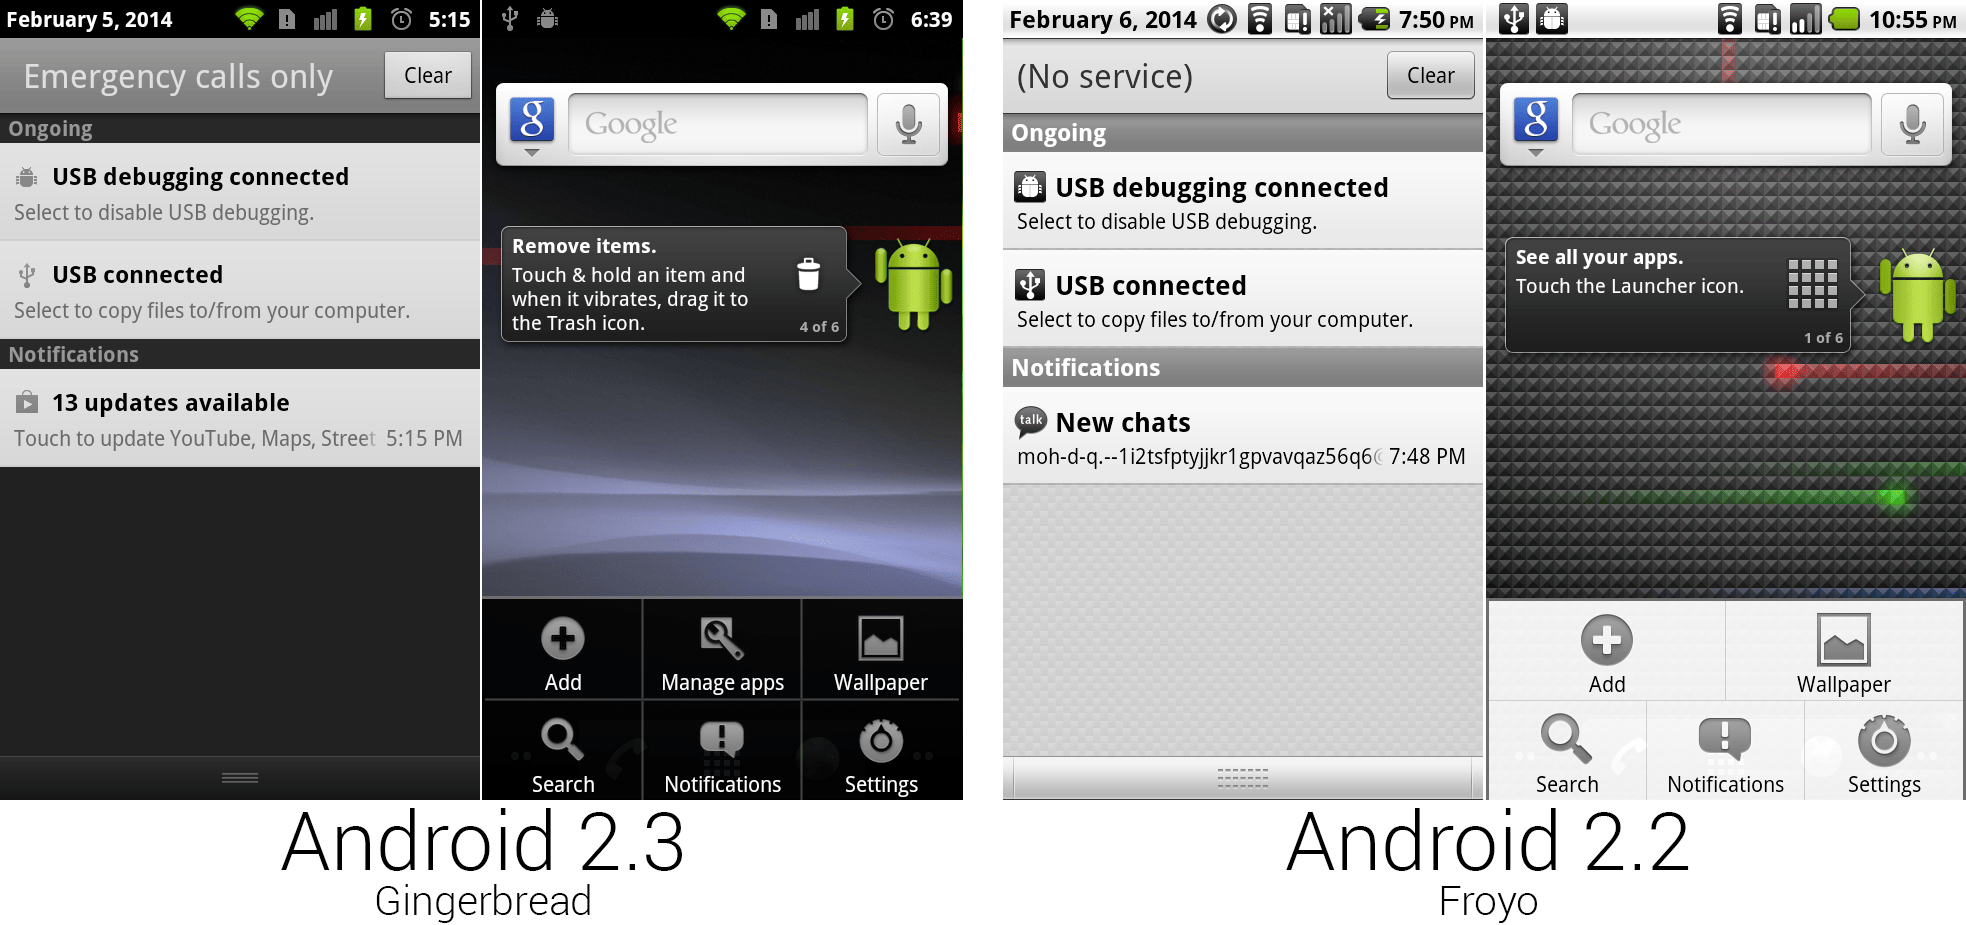 February 5, 2014 5:15
Emergency calls only
Clear
Ongoing
USB debugging connected
Select to disable USB debugging.
USB connected
Select to copy files to/from your computer.
Notifications
13 updates available
Touch to update YouTube, Maps, Street 5:15 PM
6:39
g Google
Remove items.
Touch & hold an item and
when it vibrates, drag it to
the Trash icon.
4 of 6
Add Manage apps Wallpaper
Search Notifications Settings
Android 2.3
Gingerbread
February 6, 2014 7:50 PM
(No service)
Clear
Ongoing
USB debugging connected
Select to disable USB debugging.
USB connected
Select to copy files to/from your computer.
Notifications
talk New chats
moh-d-q.--1i2tsfptyjjkr1gpvavqaz56q6@ 7:48 PM
10:55 PM
g Google
See all your apps.
Touch the Launcher icon.
1 of 6
Add Wallpaper
Search Notifications Settings
Android 2.2
Froyo